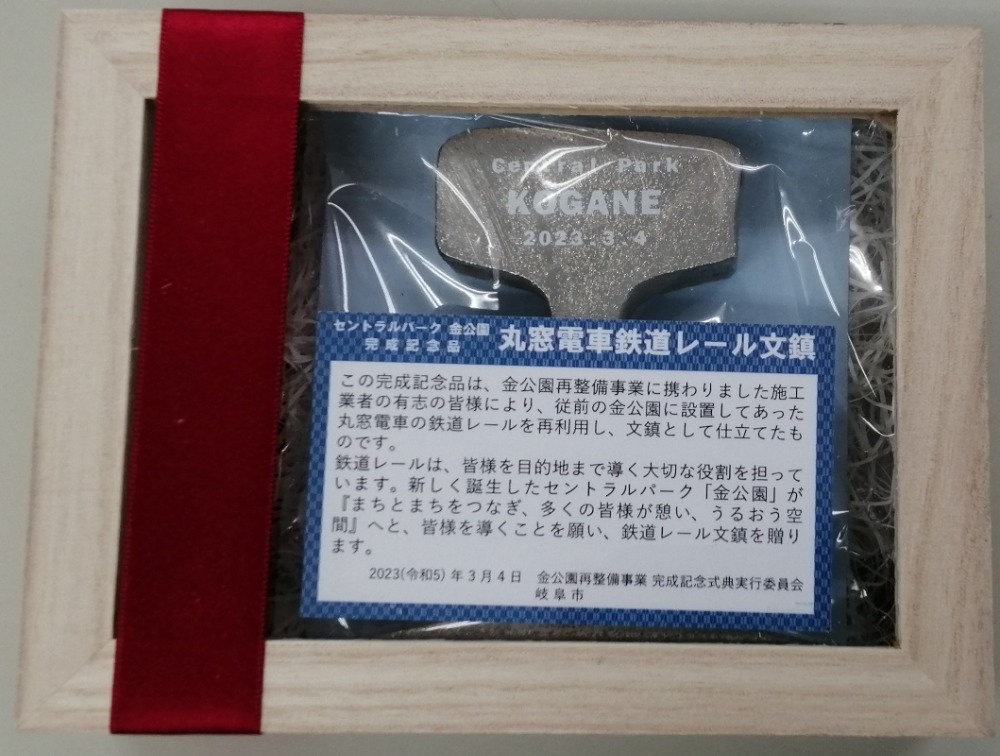 Central Park
KOGANE
2023.3.4
セントラルパーク 金公園
完成記念品
丸窓電車鉄道レール文鎮
この完成記念品は、金公園再整備事業に携わりました施工
業者の有志の皆様により、従前の金公園に設置してあった
丸窓電車の鉄道レールを再利用し、文鎮として仕立てたも
のです。
鉄道レールは、皆様を目的地まで導く大切な役割を担って
います。新しく誕生したセントラルパーク「金公園」が
『まちとまちをつなぎ、多くの皆様が憩い、うるおう空
間』へと、皆様を導くことを願い、鉄道レール文鎮を贈り
ます。
2023(令和5)年3月4日 金公園再整備事業 完成記念式典実行委員会
岐阜市